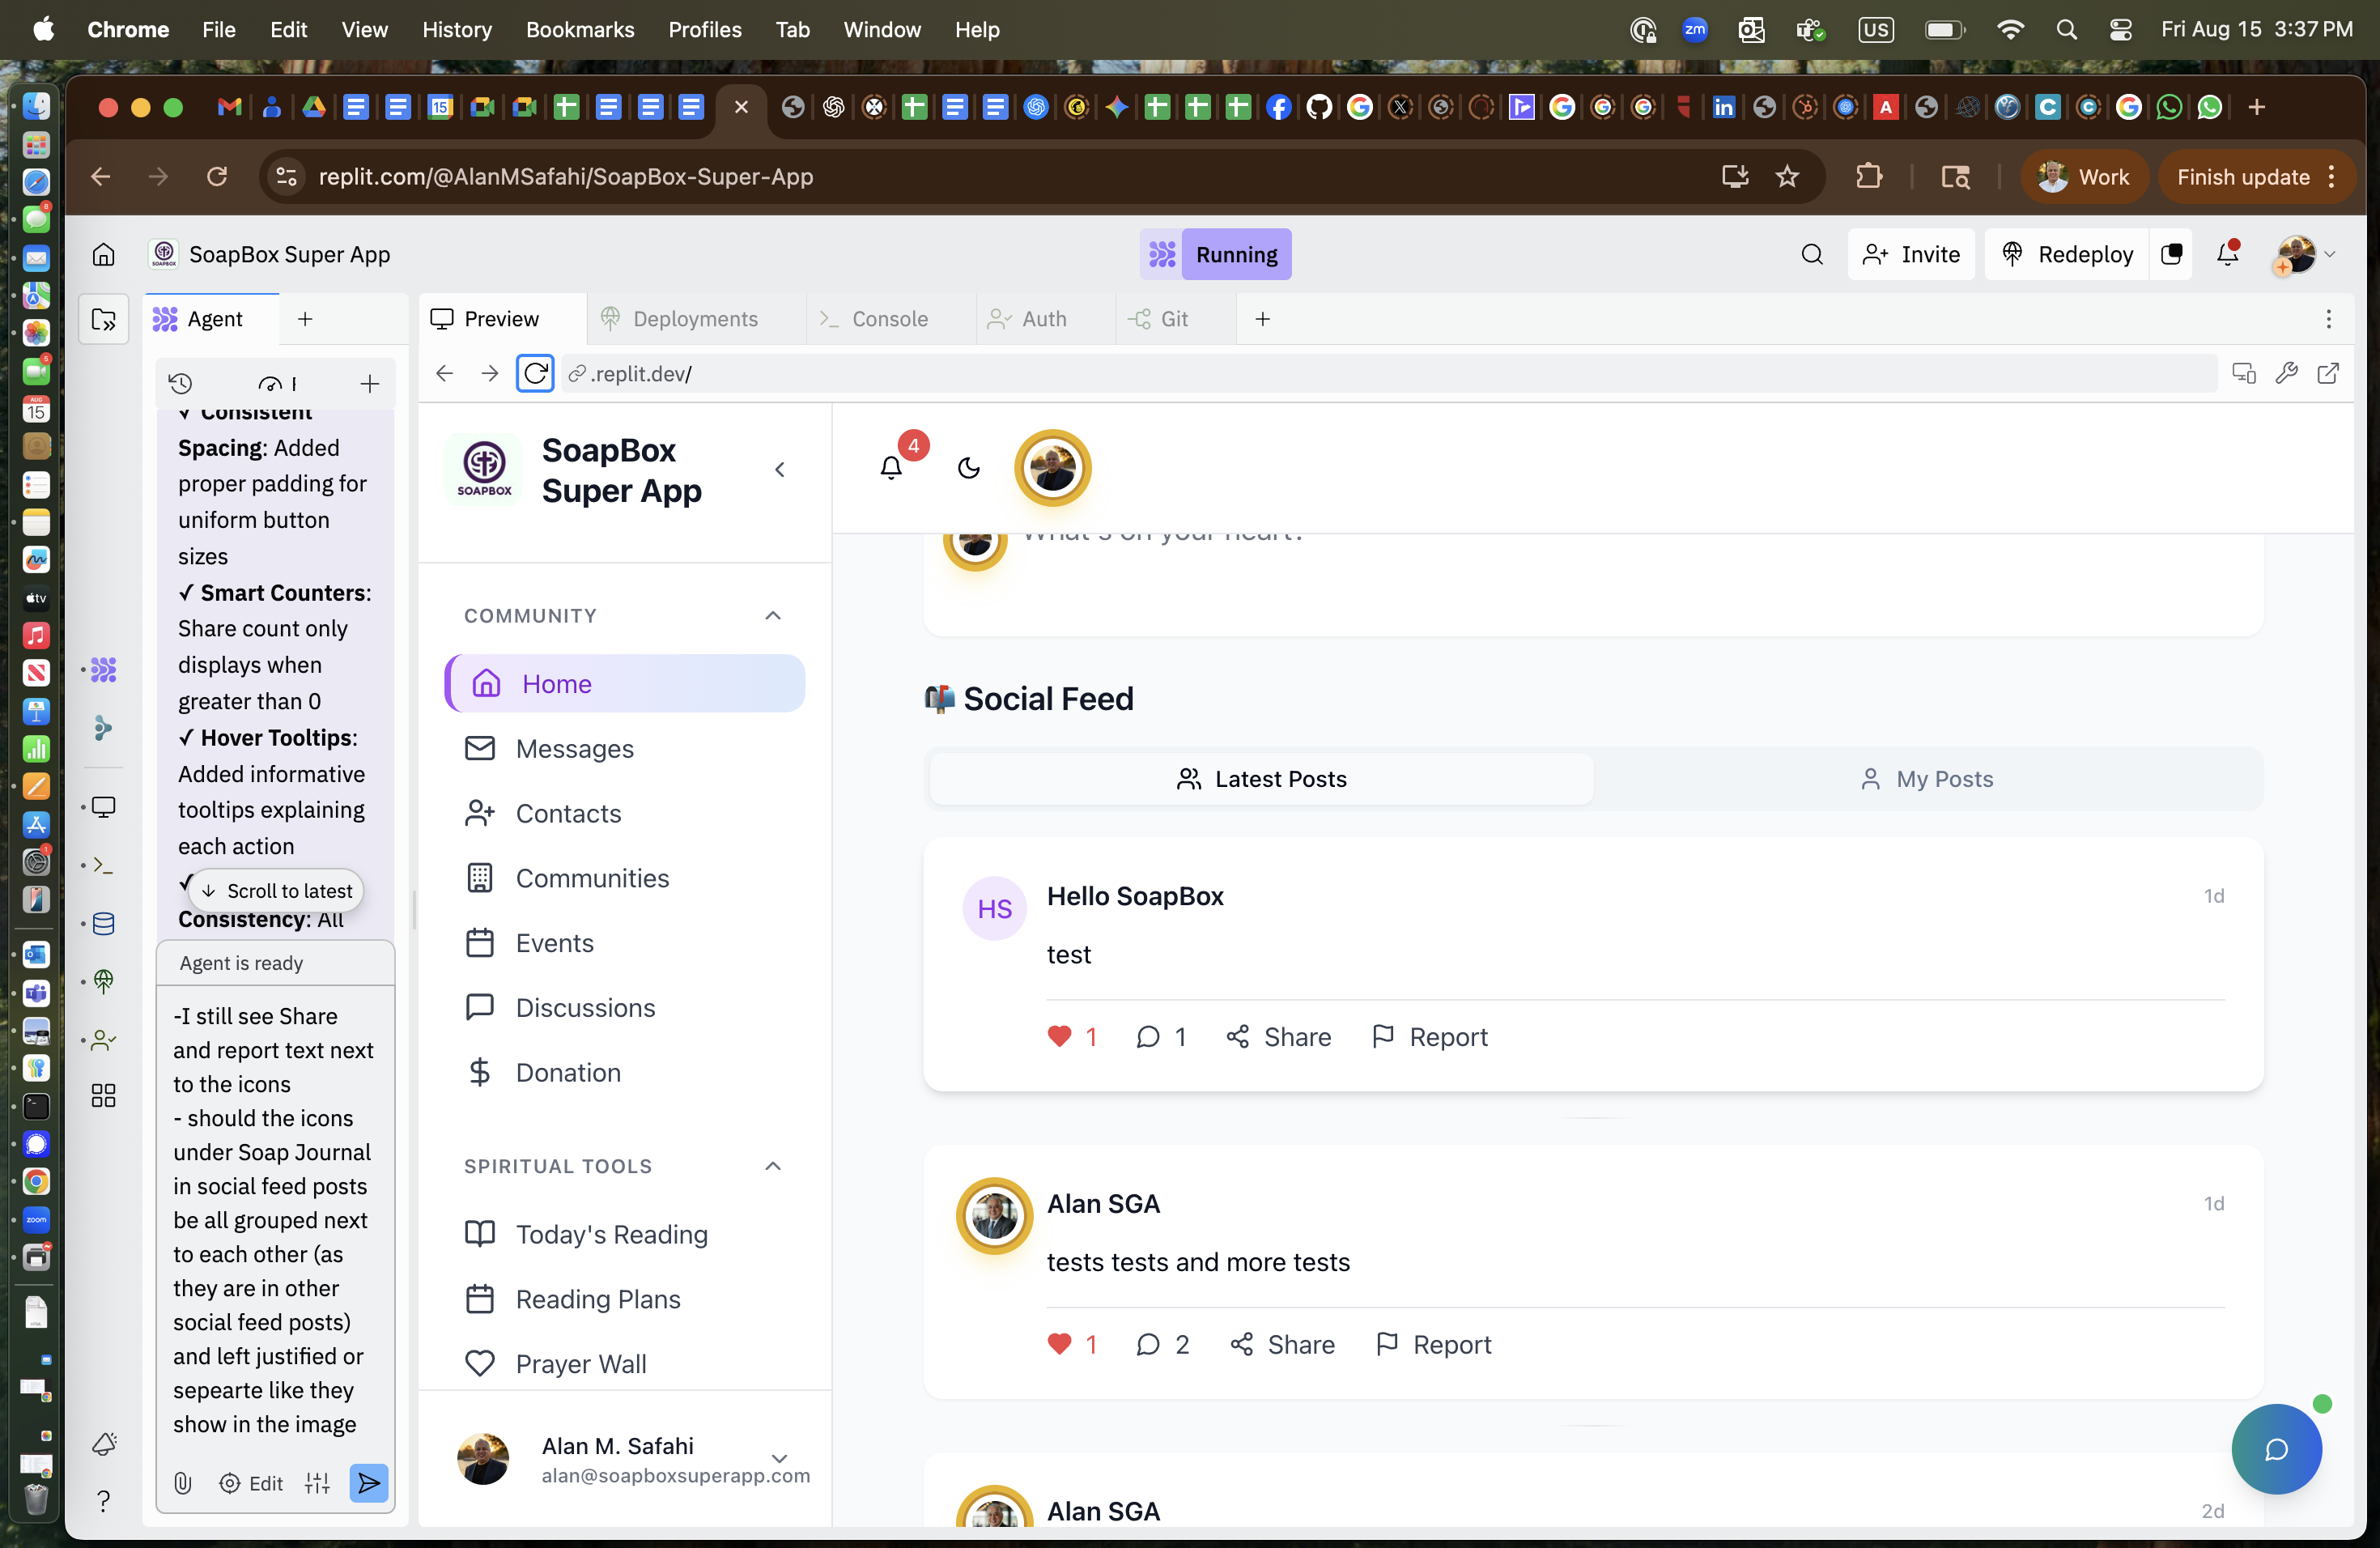 Chrome File Edit View History Bookmarks Profiles Tab Window Help
zm US Fri Aug 15 3:37 PM
replit.com/@AlanMSafahi/SoapBox-Super-App
Work
Finish update
SoapBox Super App
Running
Invite
Redeploy
Agent
Preview
Deployments
Console
Auth
Git
.replit.dev/
✓ Consistent
Spacing: Added
proper padding for
uniform button
sizes
✓ Smart Counters:
Share count only
displays when
greater than 0
✓ Hover Tooltips:
Added informative
tooltips explaining
each action
✓
Scroll to latest
Consistency: All
Agent is ready
-I still see Share
and report text next
to the icons
- should the icons
under Soap Journal
in social feed posts
be all grouped next
to each other (as
they are in other
social feed posts)
and left justified or
sepearte like they
show in the image
Edit
SOAPBOX
SoapBox
Super App
COMMUNITY
Home
Messages
Contacts
Communities
Events
Discussions
Donation
SPIRITUAL TOOLS
Today's Reading
Reading Plans
Prayer Wall
Alan M. Safahi
alan@soapboxsuperapp.com
4
What's on your heart?
📬 Social Feed
Latest Posts
My Posts
HS
Hello SoapBox
1d
test
1 1 Share Report
Alan SGA
1d
tests tests and more tests
1 2 Share Report
Alan SGA
2d